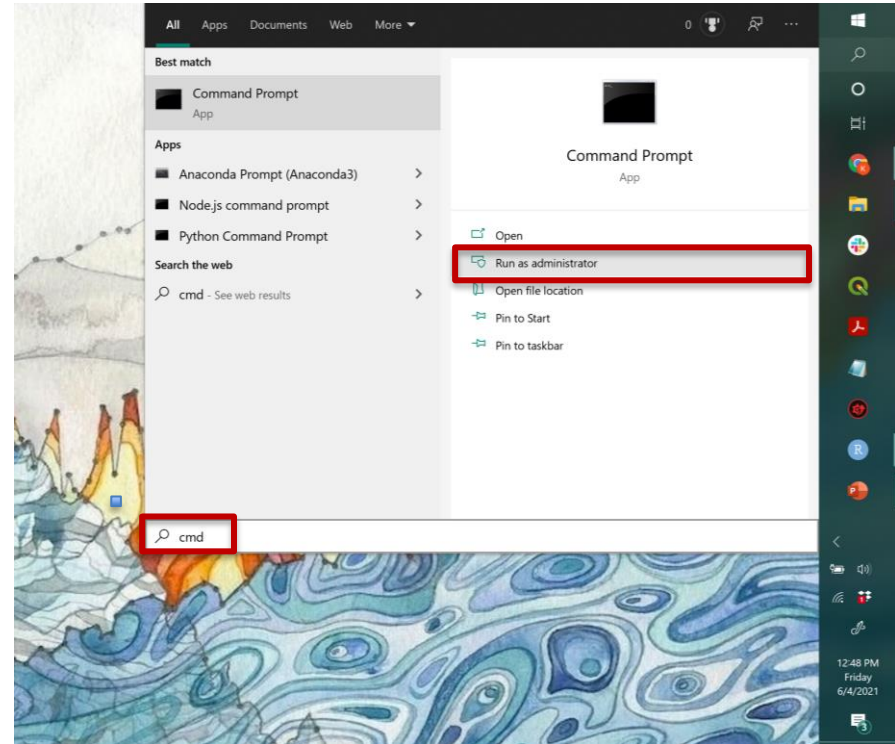 All Apps Documents Web More 0
Best match
Command Prompt
App
Apps
Anaconda Prompt (Anaconda3)
Node.js command prompt
Python Command Prompt
Search the web
cmd - See web results
Command Prompt
App
Open
Run as administrator
Open file location
Pin to Start
Pin to taskbar
cmd
R
P
1
12:48 PM
Friday
6/4/2021
3